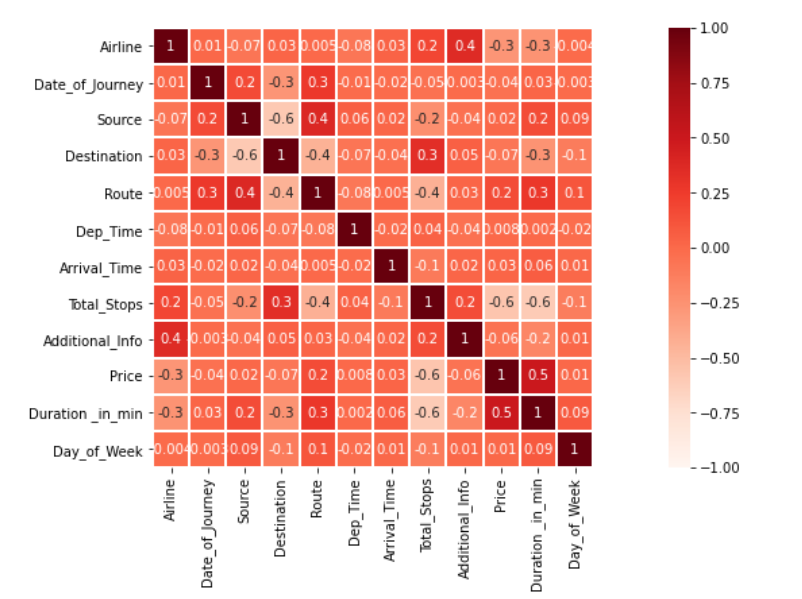 Airline 1 0.01 -0.07 0.03 0.005 -0.08 0.03 0.2 0.4 -0.3 -0.3 0.004
Date_of_Journey 0.01 1 0.2 -0.3 0.3 -0.01 -0.02 -0.05 0.003 -0.04 0.03 0.003
Source -0.07 0.2 1 -0.6 0.4 0.06 0.02 -0.2 -0.04 0.02 0.2 0.09
Destination 0.03 -0.3 -0.6 1 -0.4 -0.07 -0.04 0.3 0.05 -0.07 -0.3 -0.1
Route 0.005 0.3 0.4 -0.4 1 -0.08 0.005 -0.4 0.03 0.2 0.3 0.1
Dep_Time -0.08 -0.01 0.06 -0.07 -0.08 1 -0.02 0.04 -0.04 0.008 0.002 -0.02
Arrival_Time 0.03 -0.02 0.02 -0.04 0.005 -0.02 1 -0.1 0.02 0.03 0.06 0.01
Total_Stops 0.2 -0.05 -0.2 0.3 -0.4 0.04 -0.1 1 0.2 -0.6 -0.6 -0.1
Additional_Info 0.4 0.003 -0.04 0.05 0.03 -0.04 0.02 0.2 1 -0.06 -0.2 0.01
Price -0.3 -0.04 0.02 -0.07 0.2 0.008 0.03 -0.6 -0.06 1 0.5 0.01
Duration _in_min -0.3 0.03 0.2 -0.3 0.3 0.002 0.06 -0.6 -0.2 0.5 1 0.09
Day_of_Week 0.004 0.003 0.09 -0.1 0.1 -0.02 0.01 -0.1 0.01 0.01 0.09 1
Airline
Date_of_Journey
Source
Destination
Route
Dep_Time
Arrival_Time
Total_Stops
Additional_Info
Price
Duration _in_min
Day_of_Week
1.00
0.75
0.50
0.25
0.00
−0.25
−0.50
−0.75
−1.00